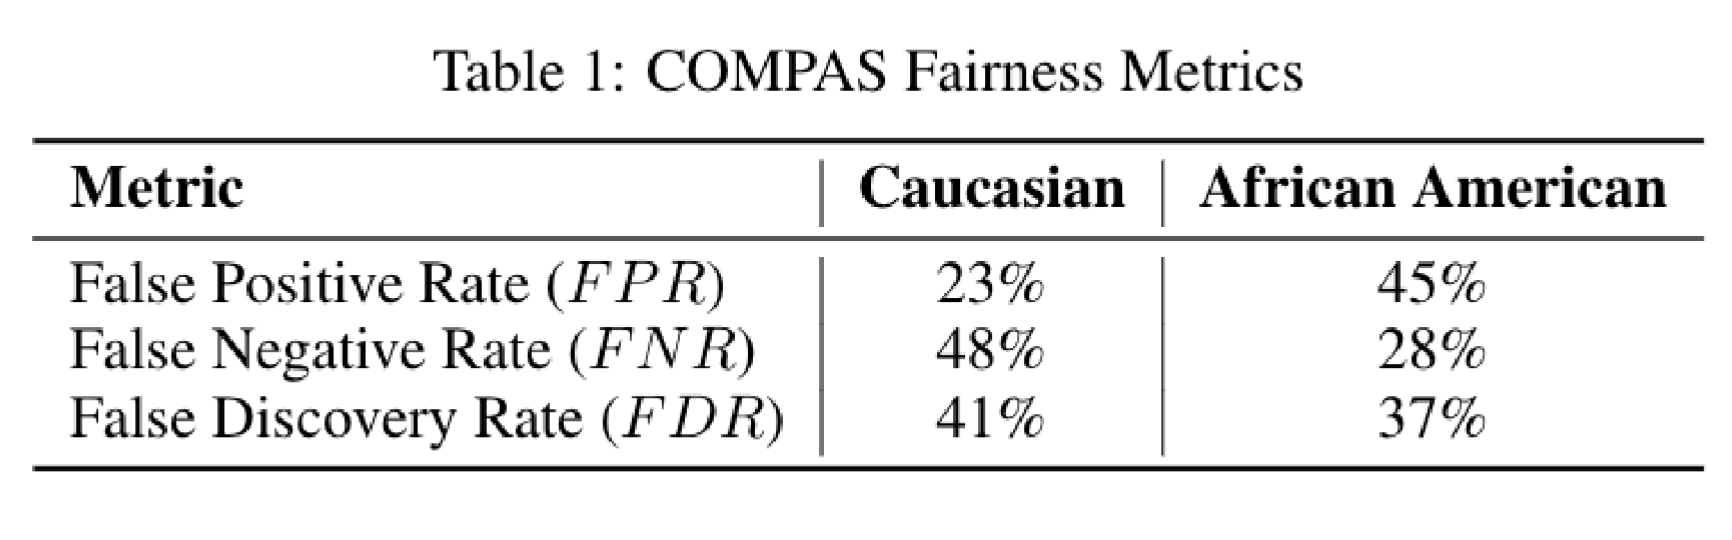 Table 1: COMPAS Fairness Metrics
Metric Caucasian African American
False Positive Rate (FPR) 23% 45%
False Negative Rate (FNR) 48% 28%
False Discovery Rate (FDR) 41% 37%